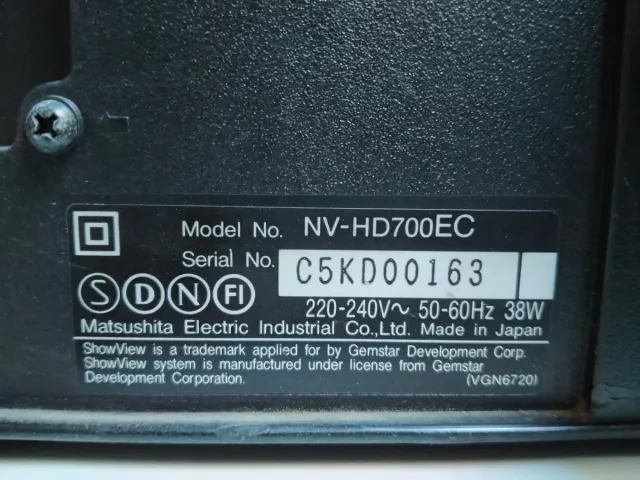 Model No. NV-HD700EC
Serial No. C5KD00163
S D N FI
220-240V~ 50-60Hz 38W
Matsushita Electric Industrial Co.,Ltd. Made in Japan
ShowView is a trademark applied for by Gemstar Development Corp.
ShowView system is manufactured under license from Gemstar
Development Corporation. (VGN6720)